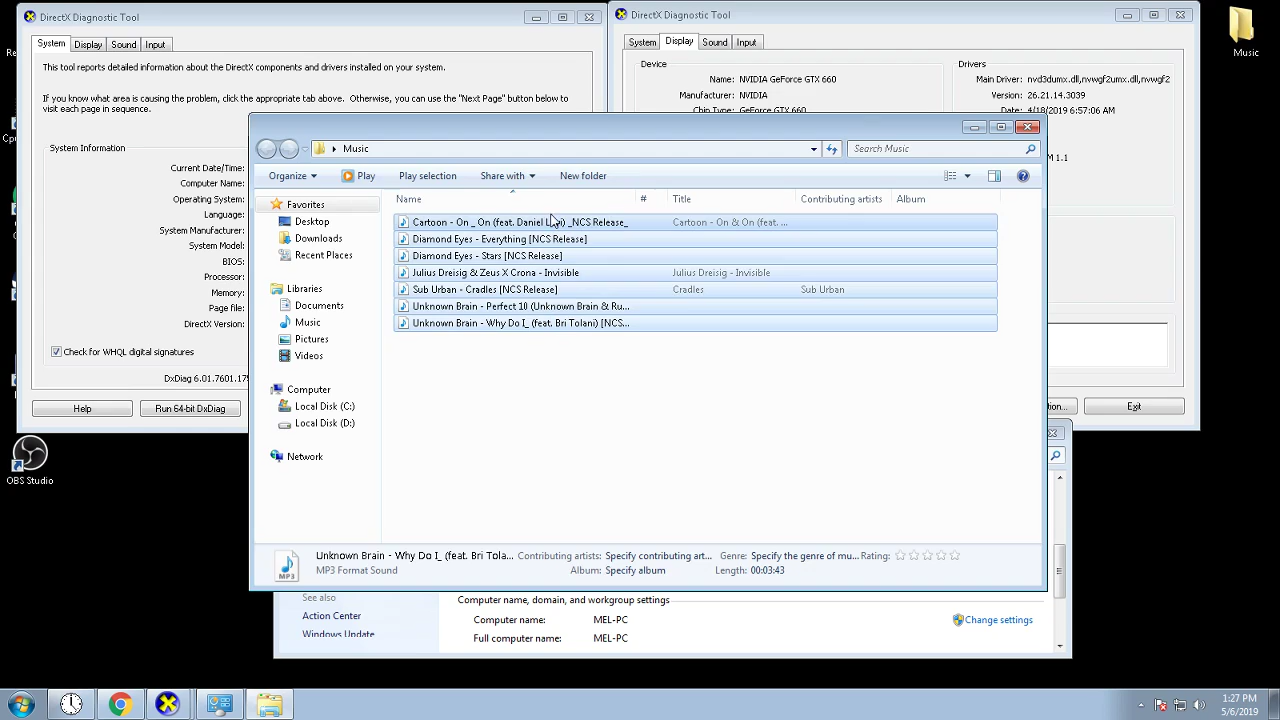 DirectX Diagnostic Tool
System Display Sound Input
This tool reports detailed information about the DirectX components and drivers installed on your system.
If you know what area is causing the problem, click the appropriate tab above. Otherwise, you can use the "Next Page" button below to
visit each page in sequence.
System Information
Current Date/Time:
Computer Name:
Operating System:
Language:
System Manufacturer:
System Model:
BIOS:
Processor:
Memory:
Page file:
DirectX Version:
Check for WHQL digital signatures
DxDiag 6.01.7601.175
Help
Run 64-bit DxDiag
DirectX Diagnostic Tool
System Display Sound Input
Device
Name: NVIDIA GeForce GTX 660
Manufacturer: NVIDIA
Chip Type: GeForce GTX 660
Drivers
Main Driver: nvd3dumx.dll,nvwgf2umx.dll,nvwgf2
Version: 26.21.14.3039
Date: 4/18/2019 6:57:06 AM
M 1.1
tion...
Exit
Music
Music
Search Music
Organize Play Play selection Share with New folder
Name # Title Contributing artists Album
Favorites
Desktop
Downloads
Recent Places
Libraries
Documents
Music
Pictures
Videos
Computer
Local Disk (C:)
Local Disk (D:)
Network
Cartoon - On _ On (feat. Daniel L vi) _NCS Release_ Cartoon - On & On (feat. ...
Diamond Eyes - Everything [NCS Release]
Diamond Eyes - Stars [NCS Release]
Julius Dreisig & Zeus X Crona - Invisible Julius Dreisig - Invisible
Sub Urban - Cradles [NCS Release] Cradles Sub Urban
Unknown Brain - Perfect 10 (Unknown Brain & Ru...
Unknown Brain - Why Do I_ (feat. Bri Tolani) [NCS...
Unknown Brain - Why Do I_ (feat. Bri Tola... Contributing artists: Specify contributing art... Genre: Specify the genre of mu... Rating:
MP3 Format Sound Album: Specify album Length: 00:03:43
MP3
OBS Studio
See also
Action Center
Windows Update
Computer name, domain, and workgroup settings
Computer name: MEL-PC
Full computer name: MEL-PC
Change settings
1:27 PM
5/6/2019